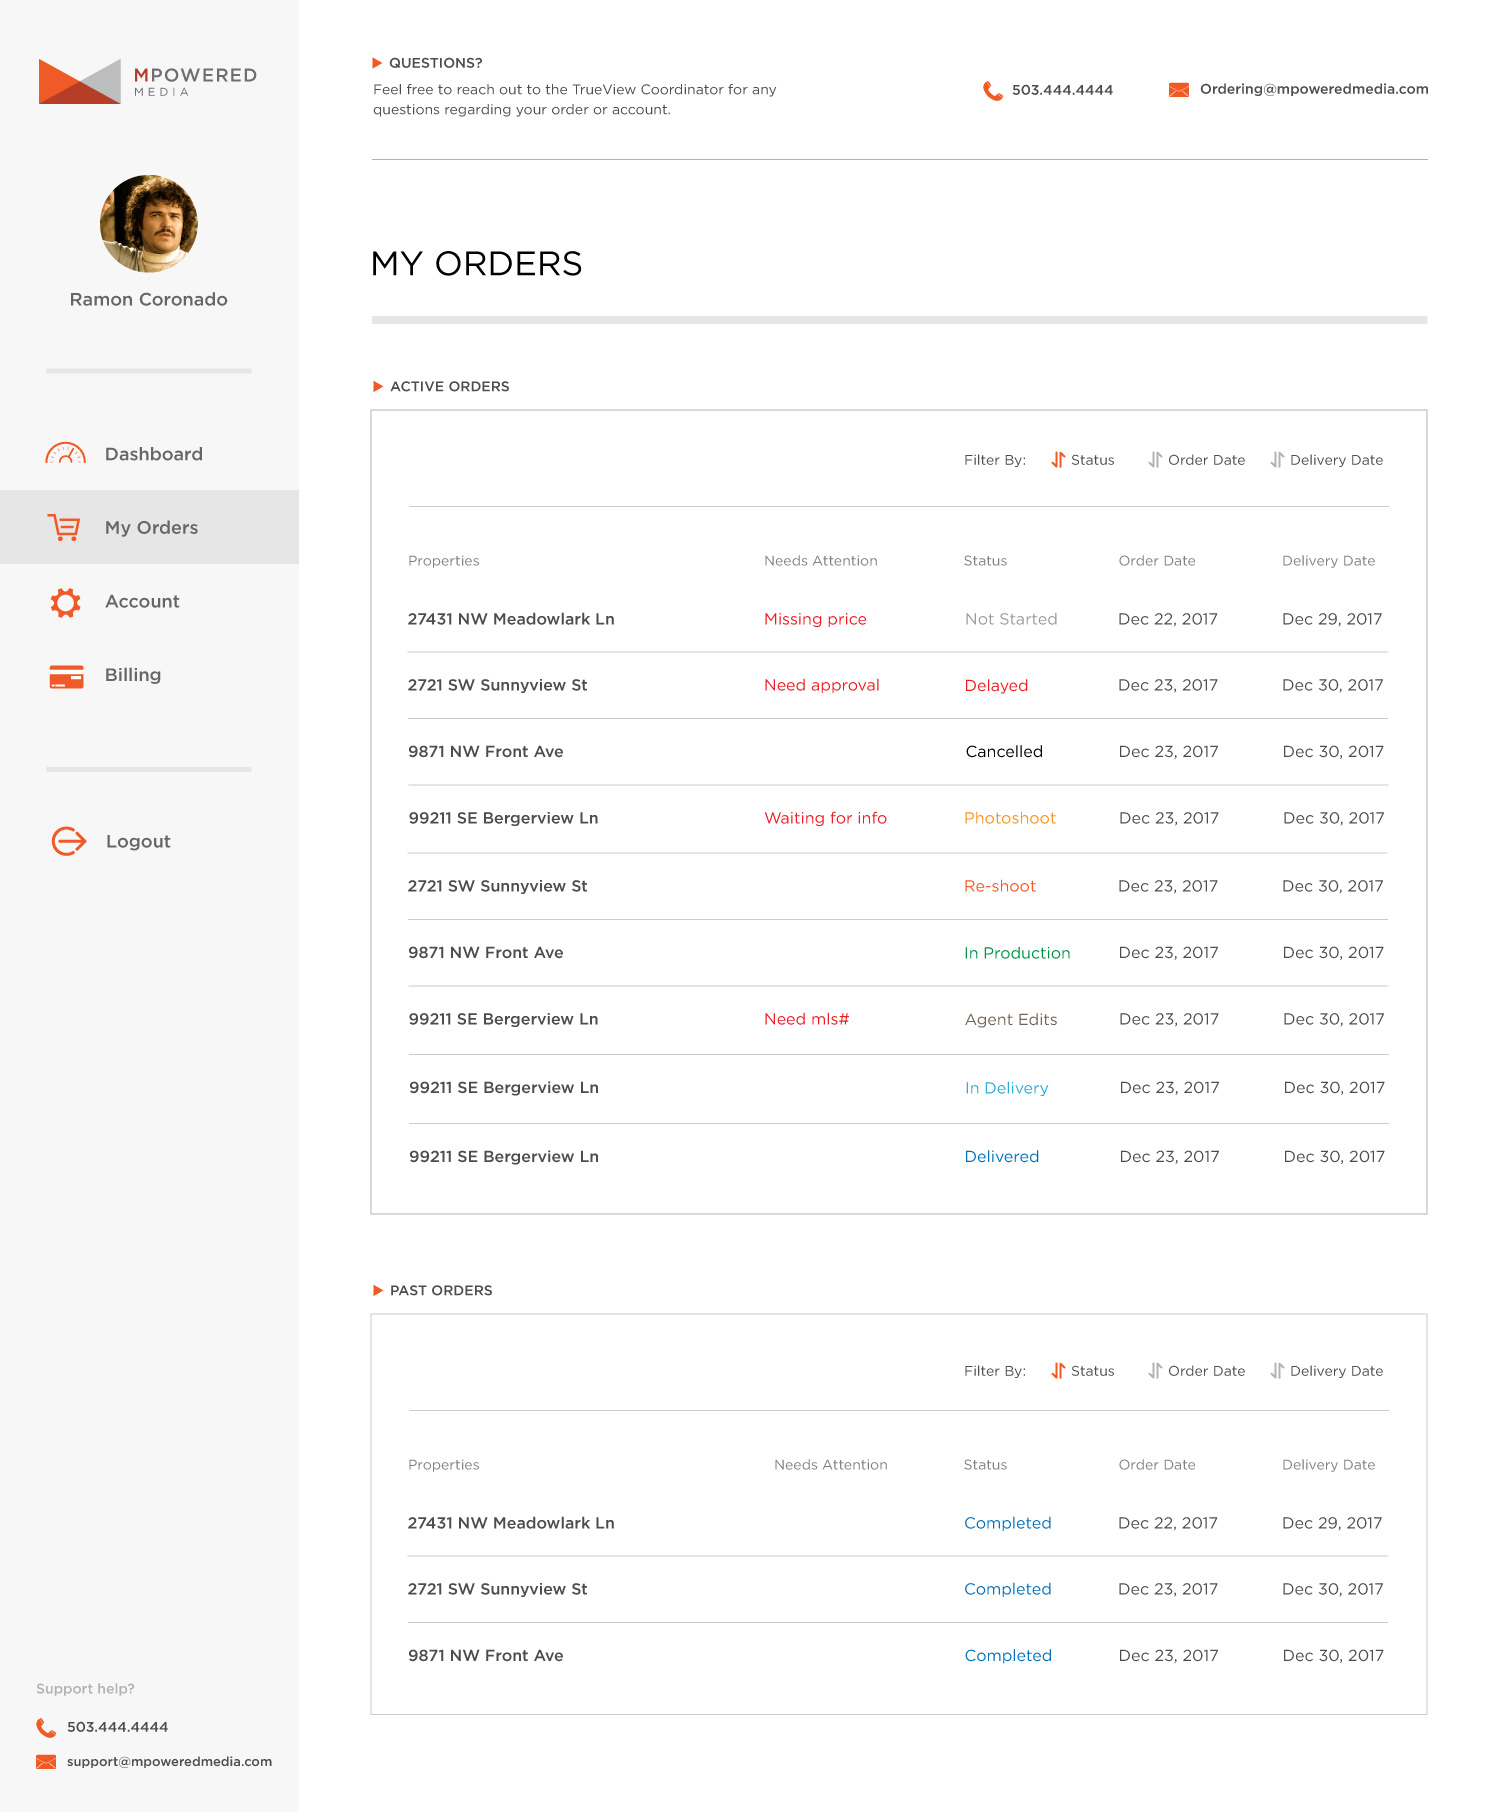 MPOWERED
MEDIA
Ramon Coronado
Dashboard
My Orders
Account
Billing
Logout
Support help?
503.444.4444
support@mpoweredmedia.com
QUESTIONS?
Feel free to reach out to the TrueView Coordinator for any
questions regarding your order or account.
503.444.4444
Ordering@mpoweredmedia.com
MY ORDERS
ACTIVE ORDERS
Filter By: Status Order Date Delivery Date
Properties Needs Attention Status Order Date Delivery Date
27431 NW Meadowlark Ln Missing price Not Started Dec 22, 2017 Dec 29, 2017
2721 SW Sunnyview St Need approval Delayed Dec 23, 2017 Dec 30, 2017
9871 NW Front Ave Cancelled Dec 23, 2017 Dec 30, 2017
99211 SE Bergerview Ln Waiting for info Photoshoot Dec 23, 2017 Dec 30, 2017
2721 SW Sunnyview St Re-shoot Dec 23, 2017 Dec 30, 2017
9871 NW Front Ave In Production Dec 23, 2017 Dec 30, 2017
99211 SE Bergerview Ln Need mls# Agent Edits Dec 23, 2017 Dec 30, 2017
99211 SE Bergerview Ln In Delivery Dec 23, 2017 Dec 30, 2017
99211 SE Bergerview Ln Delivered Dec 23, 2017 Dec 30, 2017
PAST ORDERS
Filter By: Status Order Date Delivery Date
Properties Needs Attention Status Order Date Delivery Date
27431 NW Meadowlark Ln Completed Dec 22, 2017 Dec 29, 2017
2721 SW Sunnyview St Completed Dec 23, 2017 Dec 30, 2017
9871 NW Front Ave Completed Dec 23, 2017 Dec 30, 2017